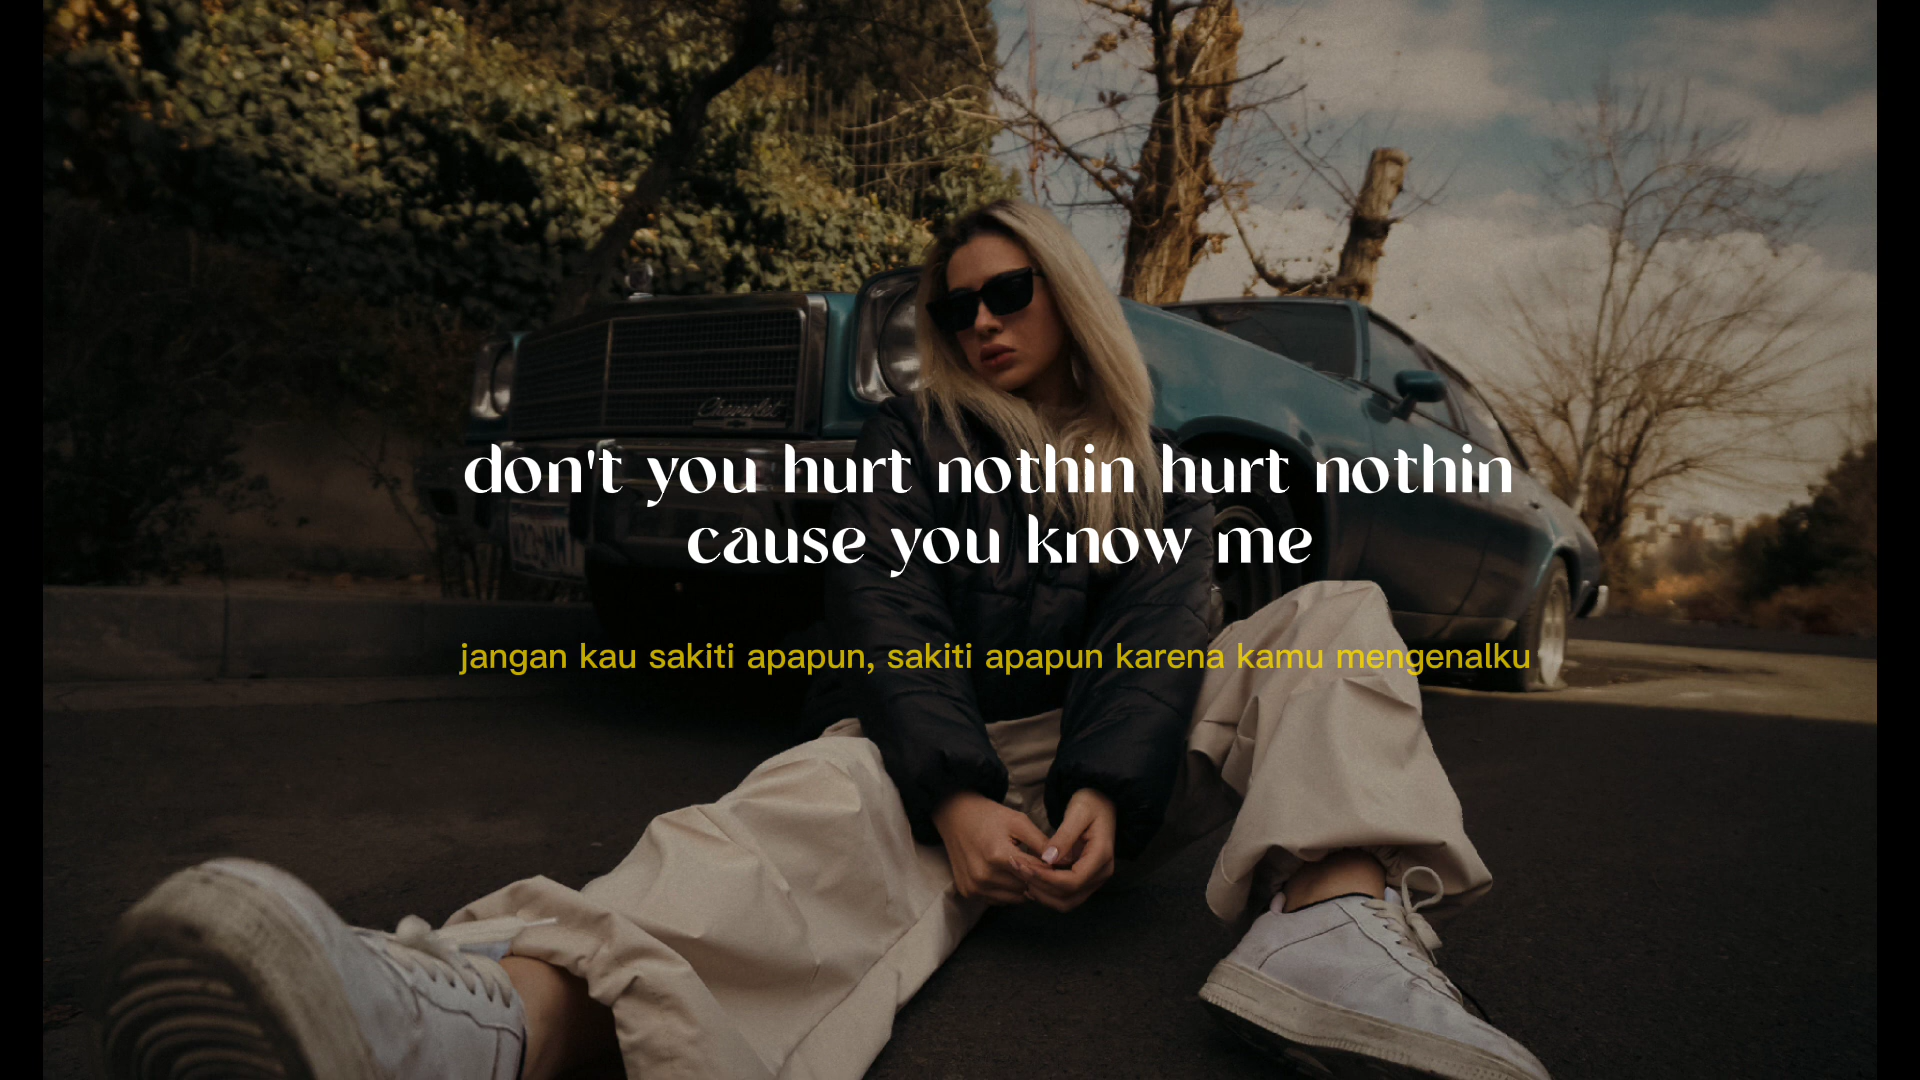 Chevrolet
don't you hurt nothin hurt nothin
cause you know me
jangan kau sakiti apapun, sakiti apapun karena kamu mengenalku